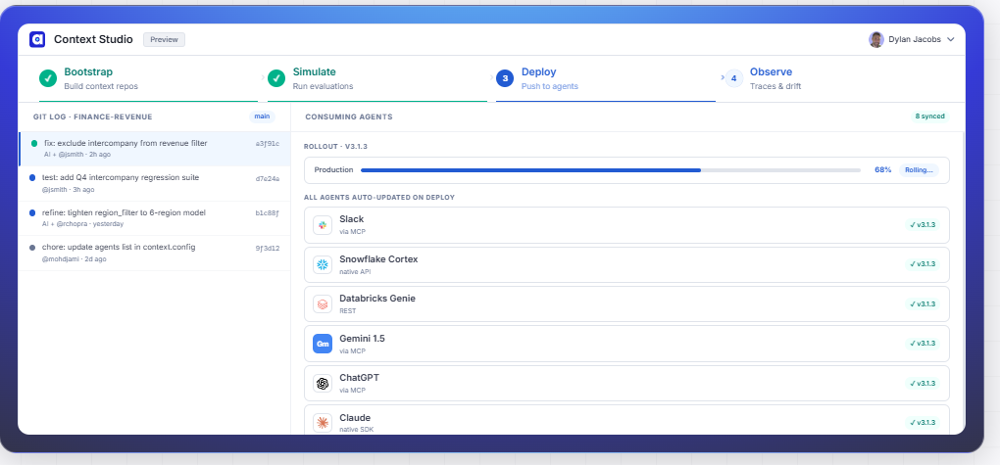 Context Studio
Preview
Dylan Jacobs
Bootstrap
Build context repos
Simulate
Run evaluations
3
Deploy
Push to agents
4
Observe
Traces & drift
GIT LOG · FINANCE-REVENUE
main
fix: exclude intercompany from revenue filter
a3f91c
AI + @jsmith · 2h ago
test: add Q4 intercompany regression suite
d7e24a
@jsmith · 3h ago
refine: tighten region_filter to 6-region model
b1c88f
AI + @rchopra · yesterday
chore: update agents list in context.config
9f3d12
@mohdjami · 2d ago
CONSUMING AGENTS
8 synced
ROLLOUT · V3.1.3
Production
68%
Rolling...
ALL AGENTS AUTO-UPDATED ON DEPLOY
Slack
via MCP
✓ v3.1.3
Snowflake Cortex
native API
✓ v3.1.3
Databricks Genie
REST
✓ v3.1.3
Gm
Gemini 1.5
via MCP
✓ v3.1.3
ChatGPT
via MCP
✓ v3.1.3
Claude
native SDK
✓ v3.1.3